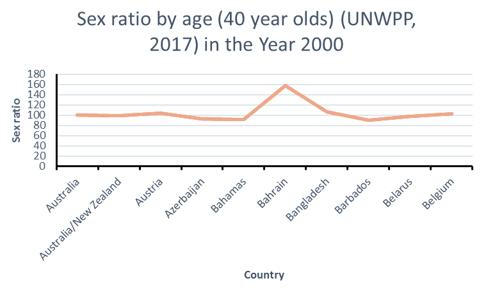 Sex ratio by age (40 year olds) (UNWPP,
2017) in the Year 2000
180
160
140
120
100
80
60
40
20
0
Sex ratio
Australia
Australia/New Zealand
Austria
Azerbaijan
Bahamas
Bahrain
Bangladesh
Barbados
Belarus
Belgium
Country